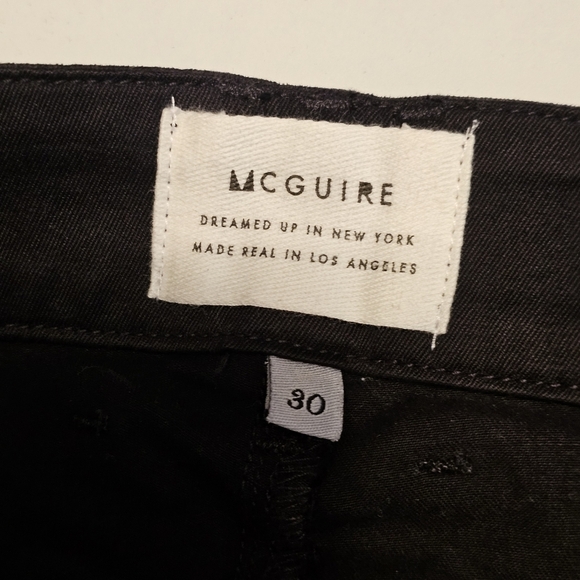 MCGUIRE
DREAMED UP IN NEW YORK
MADE REAL IN LOS ANGELES
30